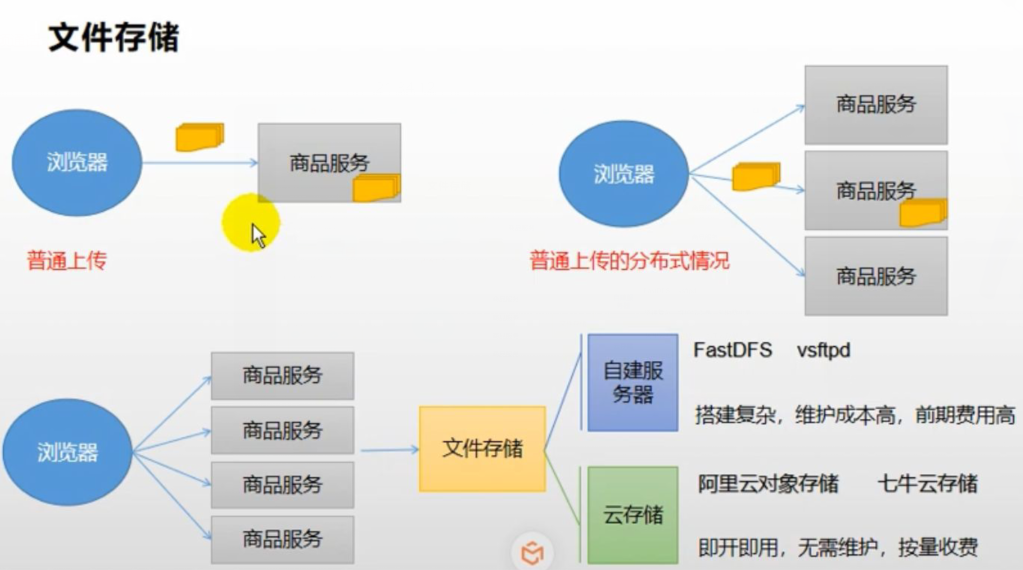 文件存储
浏览器
商品服务
普通上传
浏览器
商品服务
商品服务
商品服务
普通上传的分布式情况
浏览器
商品服务
商品服务
商品服务
商品服务
文件存储
自建服
务器
FastDFS vsftpd
搭建复杂，维护成本高，前期费用高
云存储
阿里云对象存储 七牛云存储
即开即用，无需维护，按量收费